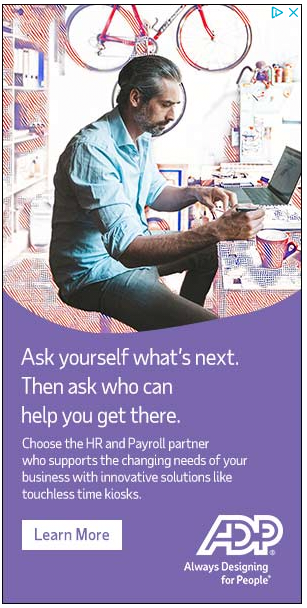 Ask yourself what's next.
Then ask who can
help you get there.
Choose the HR and Payroll partner
who supports the changing needs of your
business with innovative solutions like
touchless time kiosks.
Learn More
ADP®
Always Designing
for People®